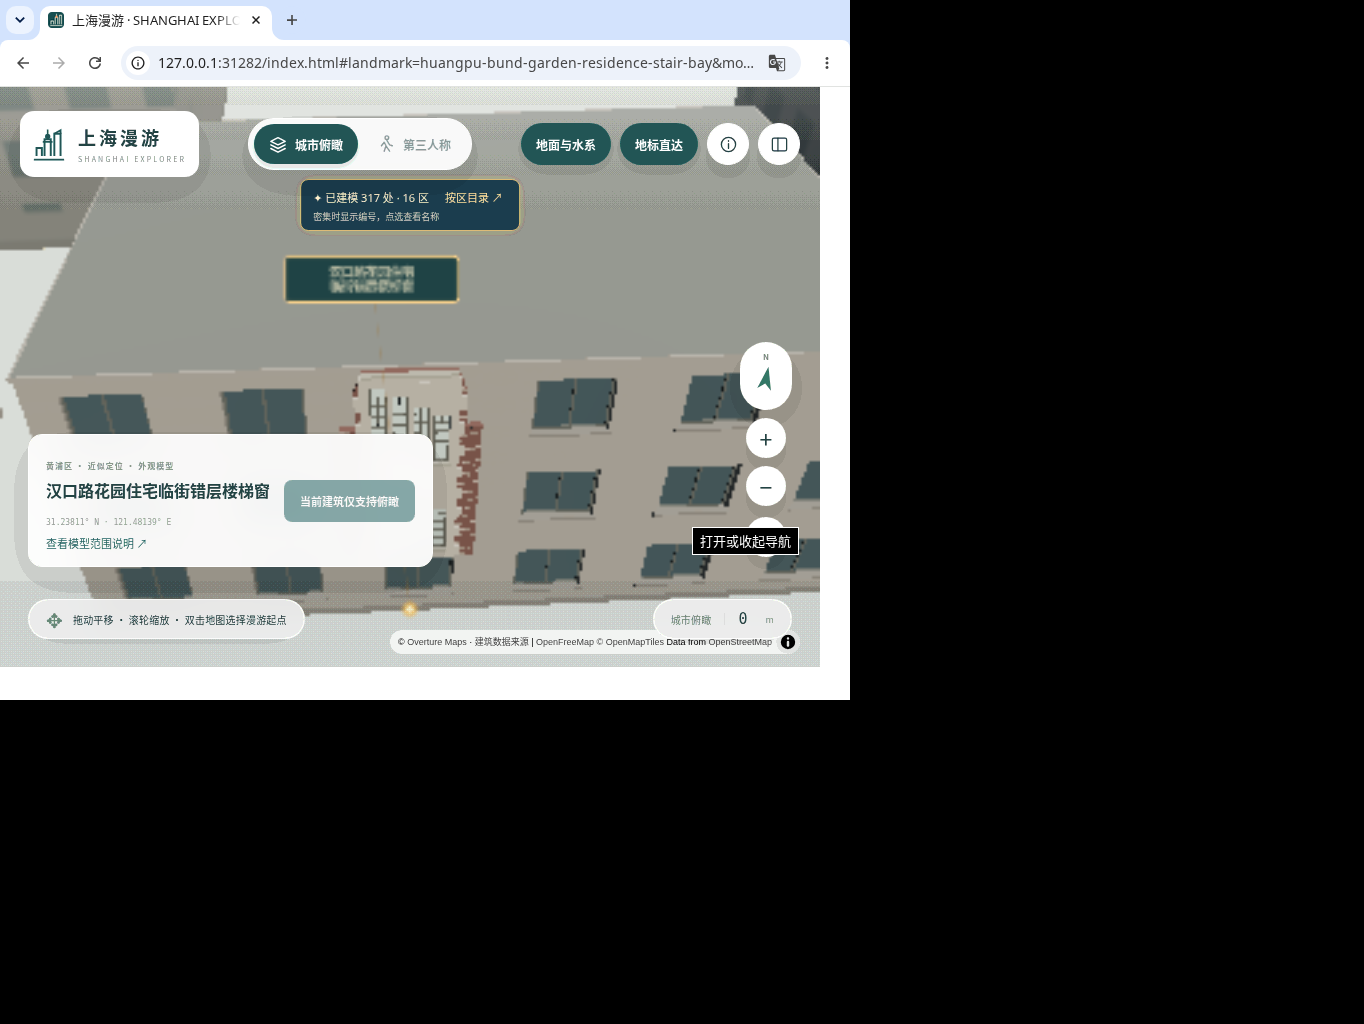 上海漫游 · SHANGHAI EXPLO
127.0.0.1:31282/index.html#landmark=huangpu-bund-garden-residence-stair-bay&mo...
上海漫游
SHANGHAI EXPLORER
城市俯瞰
第三人称
地面与水系
地标直达
✦ 已建模 317 处 · 16 区 按区目录 ↗
密集时显示编号，点选查看名称
N
黄浦区 · 近似定位 · 外观模型
汉口路花园住宅临街错层楼梯窗
当前建筑仅支持俯瞰
31.23811° N · 121.48139° E
查看模型范围说明 ↗
打开或收起导航
拖动平移 · 滚轮缩放 · 双击地图选择漫游起点
城市俯瞰 0 m
© Overture Maps · 建筑数据来源 | OpenFreeMap © OpenMapTiles Data from OpenStreetMap